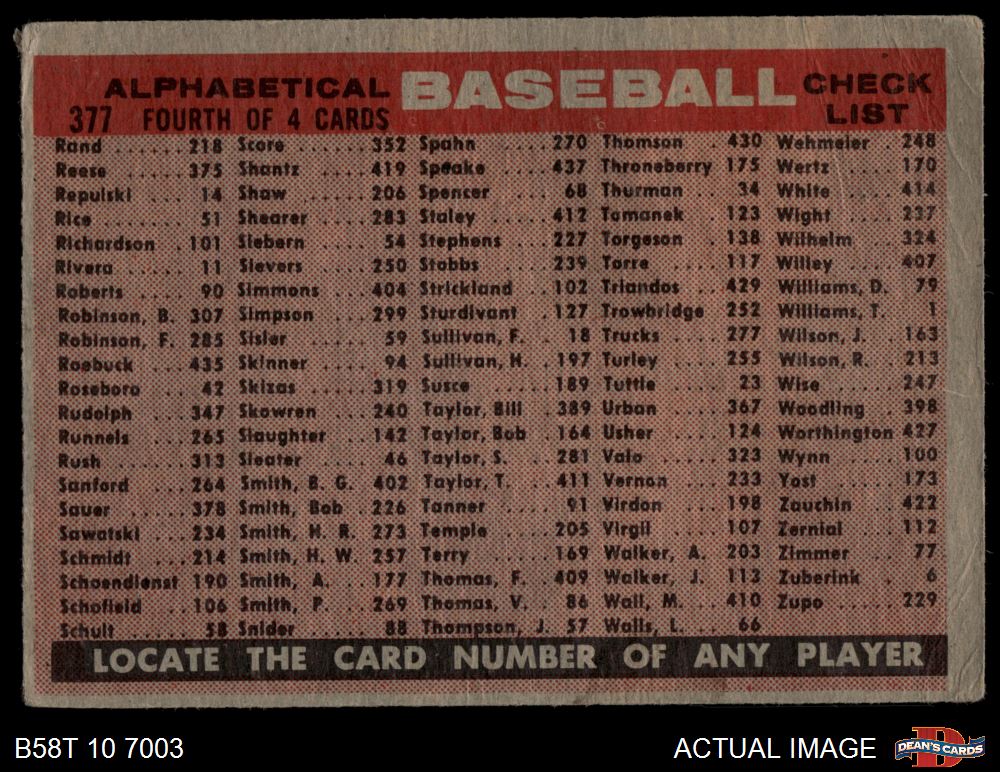 ALPHABETICAL BASEBALL CHECK LIST
377 FOURTH OF 4 CARDS
Rand 218
Reese 375
Repulski 14
Rice 51
Richardson 101
Rivera 11
Roberts 90
Robinson, B. 307
Robinson, F. 285
Roebuck 435
Roseboro 42
Rudolph 347
Runnels 265
Rush 313
Sanford 264
Sauer 378
Sawatski 234
Schmidt 214
Schoendienst 190
Schofield 106
Schult 58
Score 352
Shantz 419
Shaw 206
Shearer 283
Siebern 54
Sievers 250
Simmons 404
Simpson 299
Sisler 59
Skinner 94
Skizas 319
Skowren 240
Slaughter 142
Sleater 46
Smith, B. G. 402
Smith, Bob 226
Smith, H. R. 273
Smith, H. W. 257
Smith, A. 177
Smith, P. 269
Snider 88
Spahn 270
Speake 437
Spencer 68
Staley 412
Stephens 227
Stobbs 239
Strickland 102
Sturdivant 127
Sullivan, F. 18
Sullivan, H. 197
Susce 189
Taylor, Bill 389
Taylor, Bob 164
Taylor, S. 281
Taylor, T. 411
Tanner 91
Temple 205
Terry 169
Thomas, F. 409
Thomas, V. 86
Thompson, J. 57
Thomson 430
Throneberry 175
Thurman 34
Tomanek 123
Torgeson 138
Torre 117
Triandos 429
Trowbridge 252
Trucks 277
Turley 255
Tuttle 23
Urban 367
Usher 124
Valo 323
Vernon 233
Virdon 198
Virgil 107
Walker, A. 203
Walker, J. 113
Wall, M. 410
Walls, L. 66
Wehmeier 248
Wertz 170
White 414
Wight 237
Wilhelm 324
Willey 407
Williams, D. 79
Williams, T. 1
Wilson, J. 163
Wilson, R. 213
Wise 247
Woodling 398
Worthington 427
Wynn 100
Yost 173
Zauchin 422
Zernial 112
Zimmer 77
Zuberink 6
Zupo 229
LOCATE THE CARD NUMBER OF ANY PLAYER
B58T 10 7003
ACTUAL IMAGE
DEAN'S CARDS